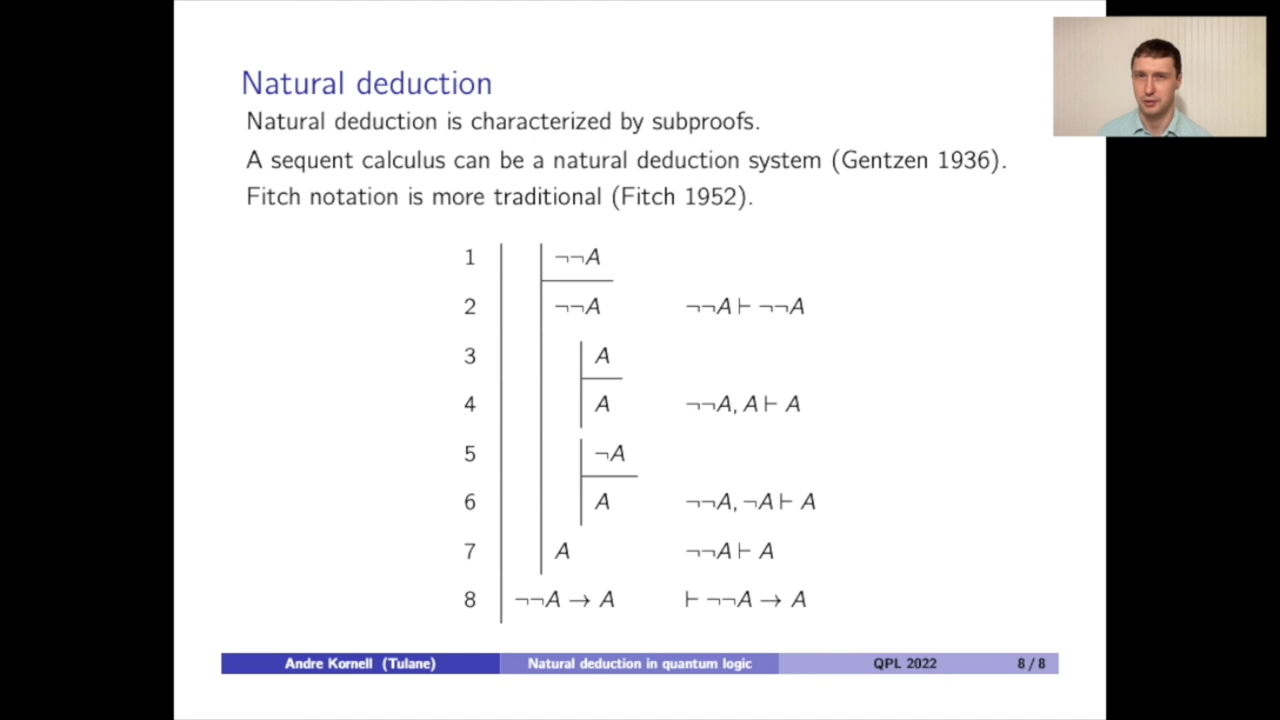 Natural deduction
Natural deduction is characterized by subproofs.
A sequent calculus can be a natural deduction system (Gentzen 1936).
Fitch notation is more traditional (Fitch 1952).
1 ¬¬A
2 ¬¬A ¬¬A ⊢ ¬¬A
3 A
4 A ¬¬A, A ⊢ A
5 ¬A
6 A ¬¬A, ¬A ⊢ A
7 A ¬¬A ⊢ A
8 ¬¬A → A ⊢ ¬¬A → A
Andre Kornell (Tulane) Natural deduction in quantum logic QPL 2022 8 / 8